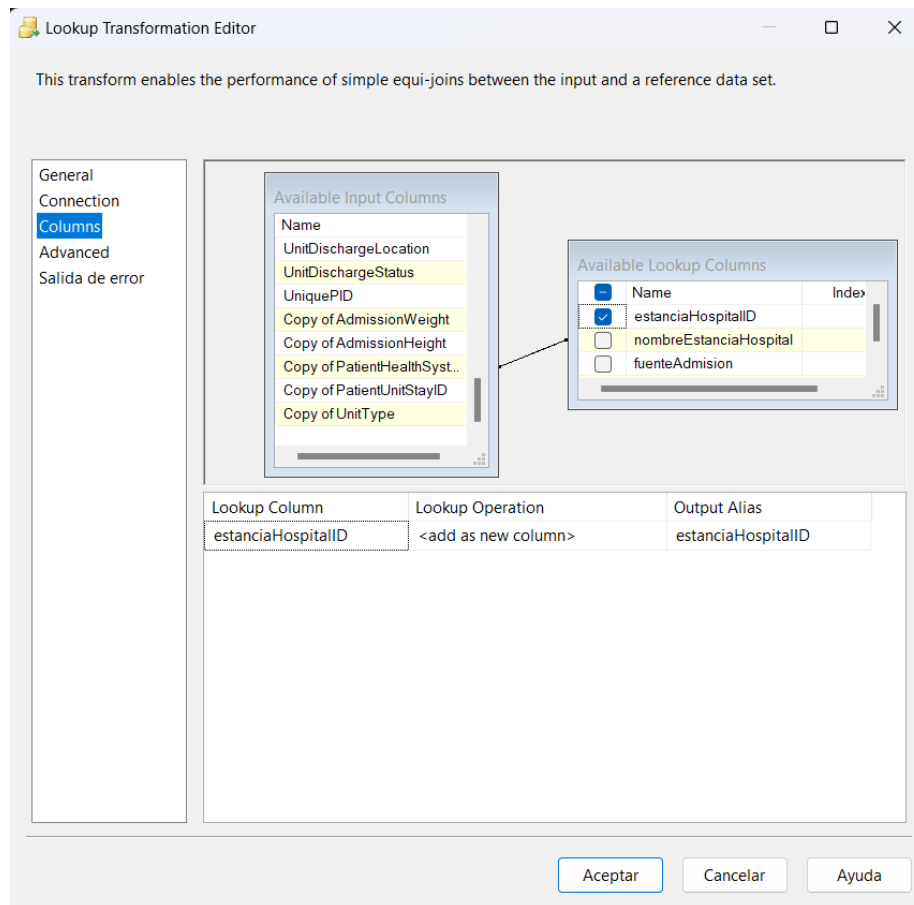 Lookup Transformation Editor
This transform enables the performance of simple equi-joins between the input and a reference data set.
General
Connection
Columns
Advanced
Salida de error
Available Input Columns
Name
UnitDischargeLocation
UnitDischargeStatus
UniquePID
Copy of AdmissionWeight
Copy of AdmissionHeight
Copy of PatientHealthSyst...
Copy of PatientUnitStayID
Copy of UnitType
Available Lookup Columns
Name Index
estanciaHospitalID
nombreEstanciaHospital
fuenteAdmision
Lookup Column Lookup Operation Output Alias
estanciaHospitalID <add as new column> estanciaHospitalID
Aceptar Cancelar Ayuda